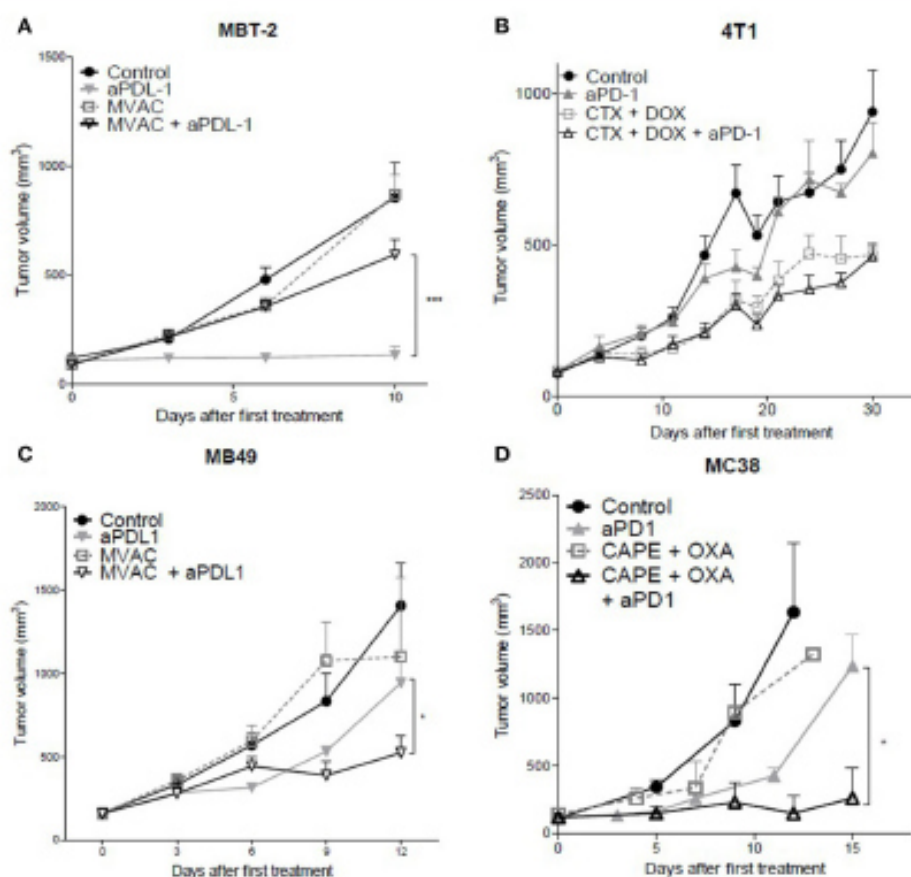 A
MBT-2
1500
1000
500
0
Tumor volume (mm³)
Control
aPDL-1
MVAC
MVAC + aPDL-1
***
0 5 10
Days after first treatment
B
4T1
1000
500
0
Tumor volume (mm³)
Control
aPD-1
CTX + DOX
CTX + DOX + aPD-1
0 10 20 30
Days after first treatment
C
MB49
2000
1500
1000
500
0
Tumor volume (mm³)
Control
aPDL1
MVAC
MVAC + aPDL1
*
0 3 6 9 12
Days after first treatment
D
MC38
2500
2000
1500
1000
500
0
Tumor volume (mm³)
Control
aPD1
CAPE + OXA
CAPE + OXA
+ aPD1
*
0 5 10 15
Days after first treatment